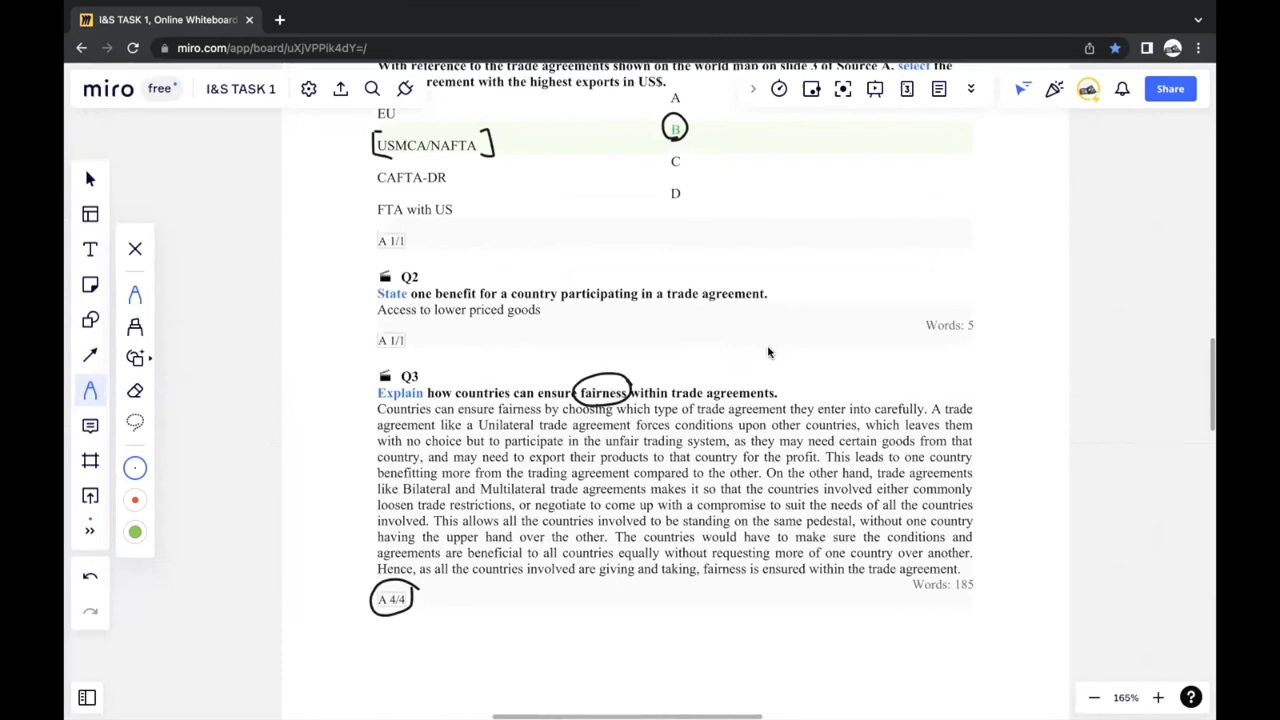 I&S TASK 1, Online Whiteboard
miro.com/app/board/uXjVPPik4dY=/
With reference to the trade agreements shown on the world map on slide 3 of Source A, select the
miro free I&S TASK 1
reement with the highest exports in US$.
3
Share
A
EU
B
USMCA/NAFTA
C
CAFTA-DR
D
FTA with US
A 1/1
Q2
State one benefit for a country participating in a trade agreement.
Access to lower priced goods
Words: 5
A 1/1
Q3
Explain how countries can ensure fairness within trade agreements.
Countries can ensure fairness by choosing which type of trade agreement they enter into carefully. A trade
agreement like a Unilateral trade agreement forces conditions upon other countries, which leaves them
with no choice but to participate in the unfair trading system, as they may need certain goods from that
country, and may need to export their products to that country for the profit. This leads to one country
benefitting more from the trading agreement compared to the other. On the other hand, trade agreements
like Bilateral and Multilateral trade agreements makes it so that the countries involved either commonly
loosen trade restrictions, or negotiate to come up with a compromise to suit the needs of all the countries
involved. This allows all the countries involved to be standing on the same pedestal, without one country
having the upper hand over the other. The countries would have to make sure the conditions and
agreements are beneficial to all countries equally without requesting more of one country over another.
Hence, as all the countries involved are giving and taking, fairness is ensured within the trade agreement.
Words: 185
A 4/4
165%